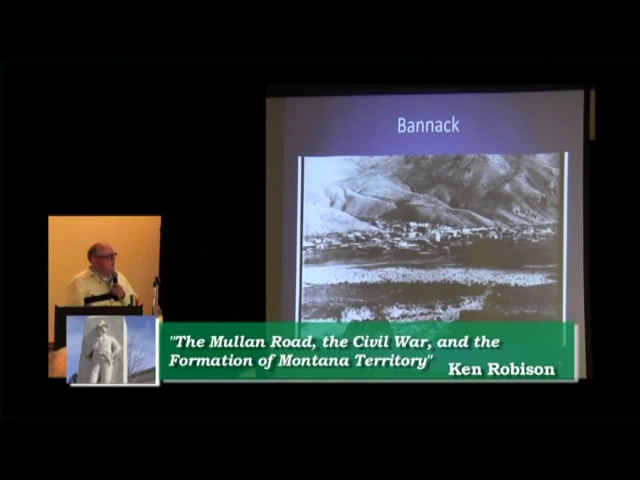 Bannack
"The Mullan Road, the Civil War, and the
Formation of Montana Territory"
Ken Robison